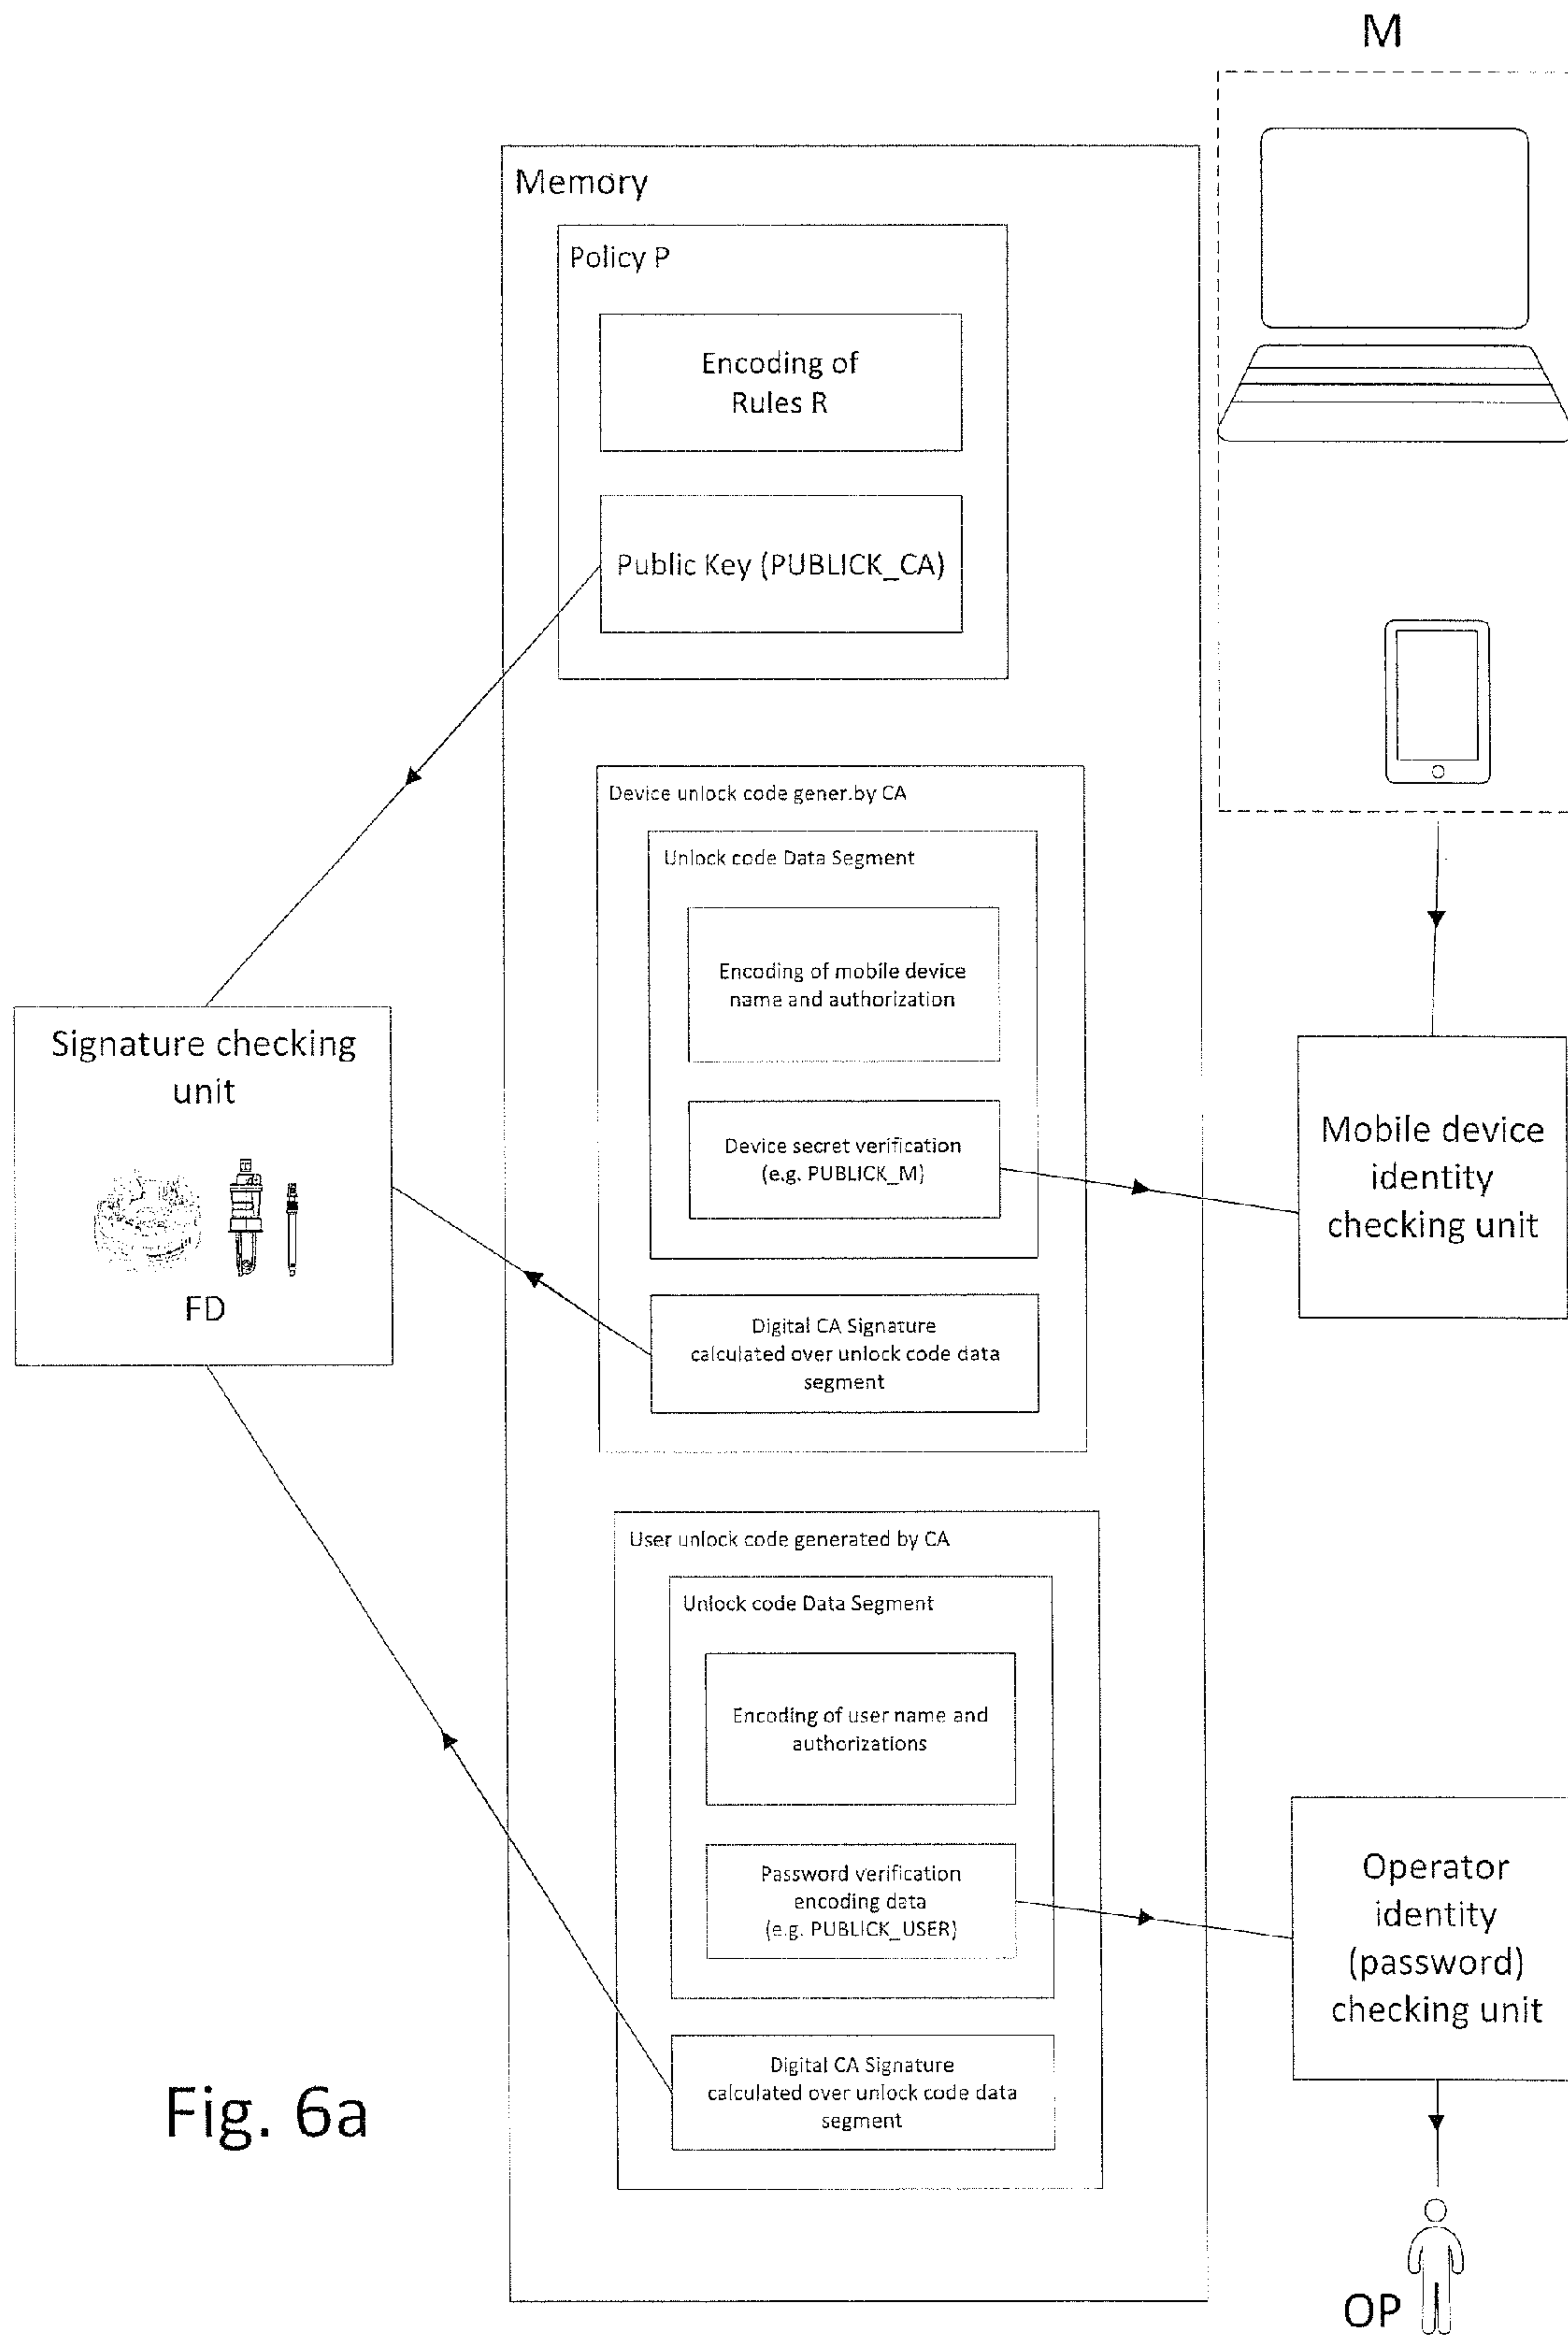 M
Memory
Policy P
Encoding of
Rules R
Public Key (PUBLICK_CA)
Device unlock code gener.by CA
Unlock code Data Segment
Encoding of mobile device
name and authorization
Device secret verification
(e.g. PUBLICK_M)
Digital CA Signature
calculated over unlock code data
segment
Signature checking
unit
FD
Mobile device
identity
checking unit
User unlock code generated by CA
Unlock code Data Segment
Encoding of user name and
authorizations
Password verification
encoding data
(e.g. PUBLICK_USER)
Digital CA Signature
calculated over unlock code data
segment
Operator
identity
(password)
checking unit
OP
Fig. 6a